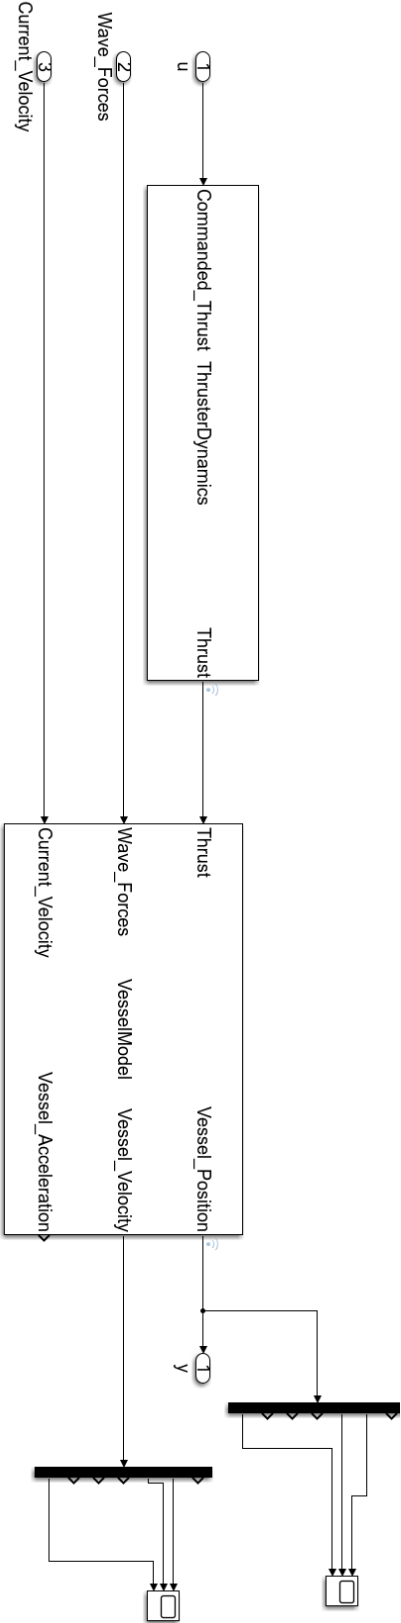 1
u
Commanded_Thrust
ThrusterDynamics
Thrust
2
Wave_Forces
3
Current_Velocity
Thrust
Wave_Forces
Current_Velocity
VesselModel
Vessel_Position
Vessel_Velocity
Vessel_Acceleration
1
y